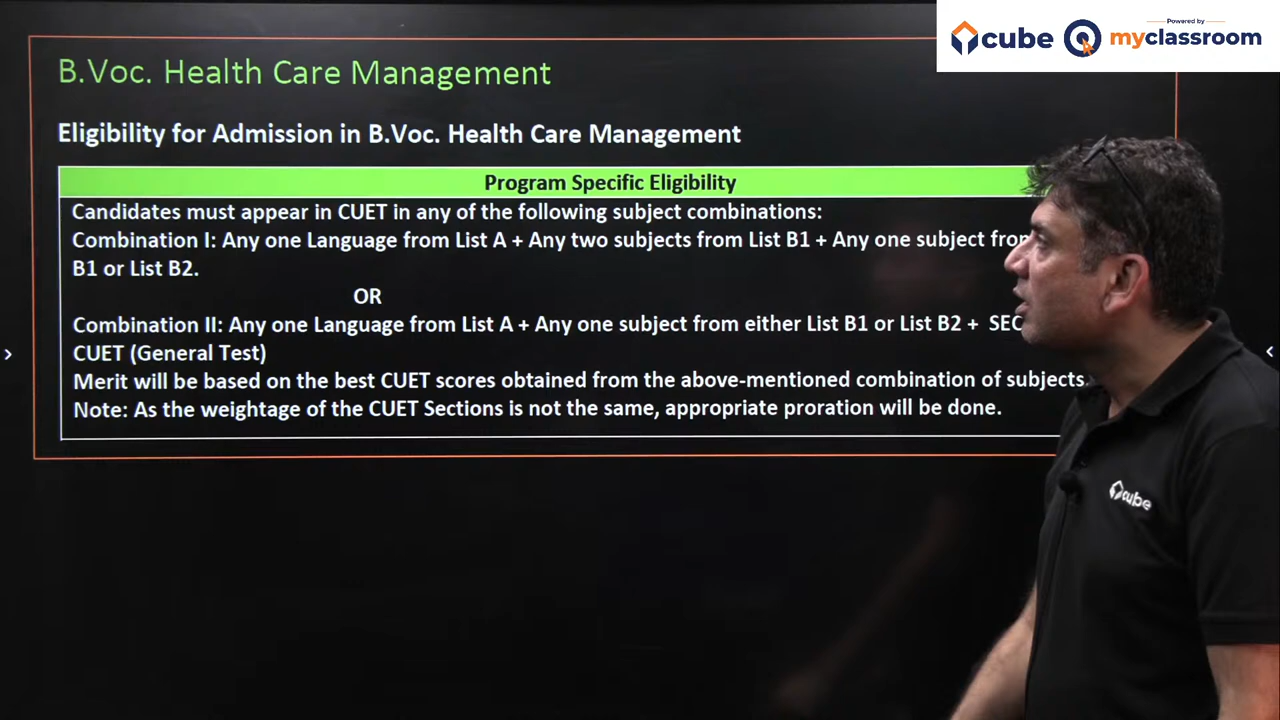 Powered by
cube myclassroom
B.Voc. Health Care Management
Eligibility for Admission in B.Voc. Health Care Management
Program Specific Eligibility
Candidates must appear in CUET in any of the following subject combinations:
Combination I: Any one Language from List A + Any two subjects from List B1 + Any one subject from
B1 or List B2.
OR
Combination II: Any one Language from List A + Any one subject from either List B1 or List B2 + SEC
CUET (General Test)
Merit will be based on the best CUET scores obtained from the above-mentioned combination of subjects.
Note: As the weightage of the CUET Sections is not the same, appropriate proration will be done.
cube